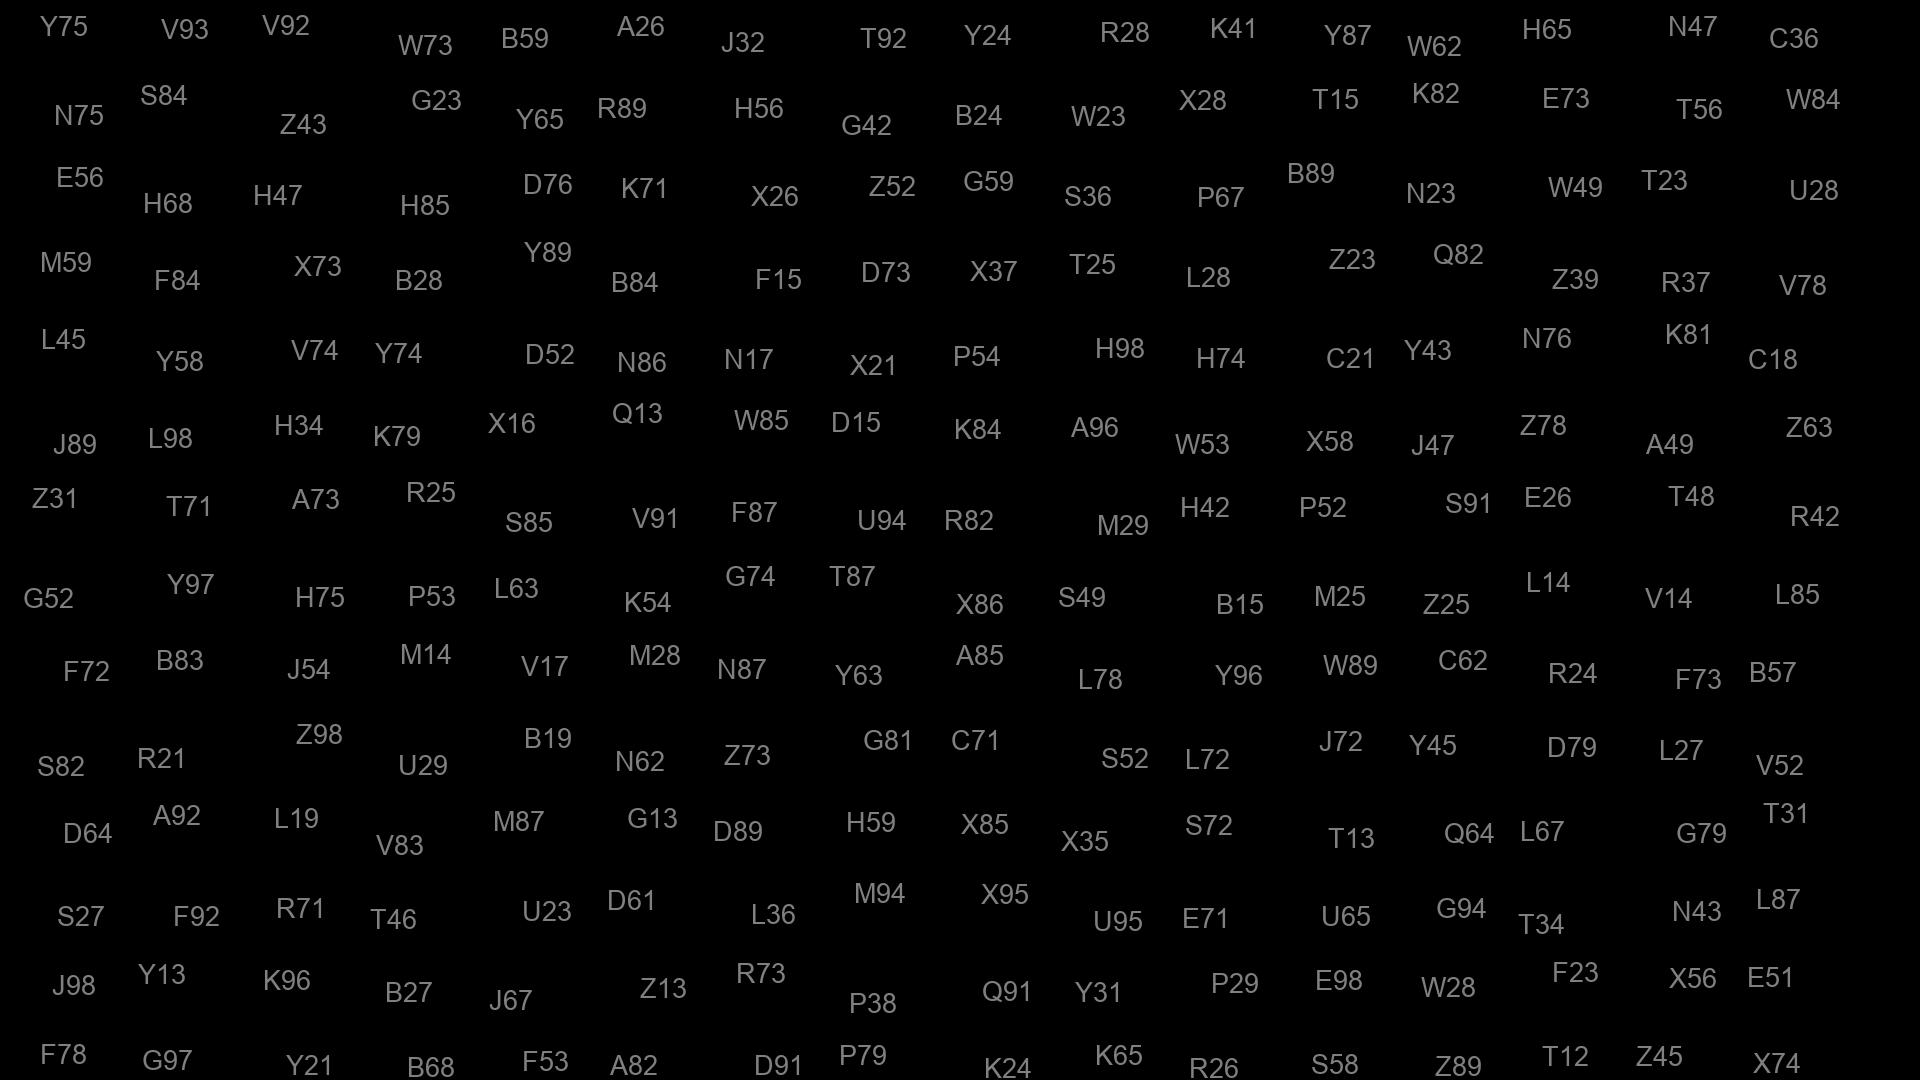 Y75 V93 V92 W73 B59 A26 J32 T92 Y24 R28 K41 Y87 W62 H65 N47 C36
N75 S84 Z43 G23 Y65 R89 H56 G42 B24 W23 X28 T15 K82 E73 T56 W84
E56 H68 H47 H85 D76 K71 X26 Z52 G59 S36 P67 B89 N23 W49 T23 U28
M59 F84 X73 B28 Y89 B84 F15 D73 X37 T25 L28 Z23 Q82 Z39 R37 V78
L45 Y58 V74 Y74 D52 N86 N17 X21 P54 H98 H74 C21 Y43 N76 K81 C18
J89 L98 H34 K79 X16 Q13 W85 D15 K84 A96 W53 X58 J47 Z78 A49 Z63
Z31 T71 A73 R25 S85 V91 F87 U94 R82 M29 H42 P52 S91 E26 T48 R42
G52 Y97 H75 P53 L63 K54 G74 T87 X86 S49 B15 M25 Z25 L14 V14 L85
F72 B83 J54 M14 V17 M28 N87 Y63 A85 L78 Y96 W89 C62 R24 F73 B57
S82 R21 Z98 U29 B19 N62 Z73 G81 C71 S52 L72 J72 Y45 D79 L27 V52
D64 A92 L19 V83 M87 G13 D89 H59 X85 X35 S72 T13 Q64 L67 G79 T31
S27 F92 R71 T46 U23 D61 L36 M94 X95 U95 E71 U65 G94 T34 N43 L87
J98 Y13 K96 B27 J67 Z13 R73 P38 Q91 Y31 P29 E98 W28 F23 X56 E51
F78 G97 Y21 B68 F53 A82 D91 P79 K24 K65 R26 S58 Z89 T12 Z45 X74